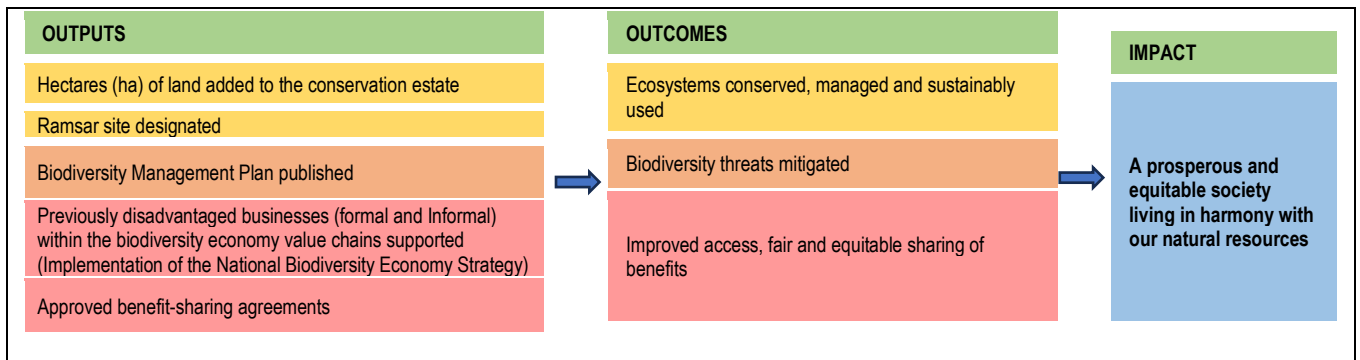 OUTPUTS
Hectares (ha) of land added to the conservation estate
Ramsar site designated
Biodiversity Management Plan published
Previously disadvantaged businesses (formal and Informal)
within the biodiversity economy value chains supported
(Implementation of the National Biodiversity Economy Strategy)
Approved benefit-sharing agreements
OUTCOMES
Ecosystems conserved, managed and sustainably
used
Biodiversity threats mitigated
Improved access, fair and equitable sharing of
benefits
IMPACT
A prosperous and
equitable society
living in harmony with
our natural resources